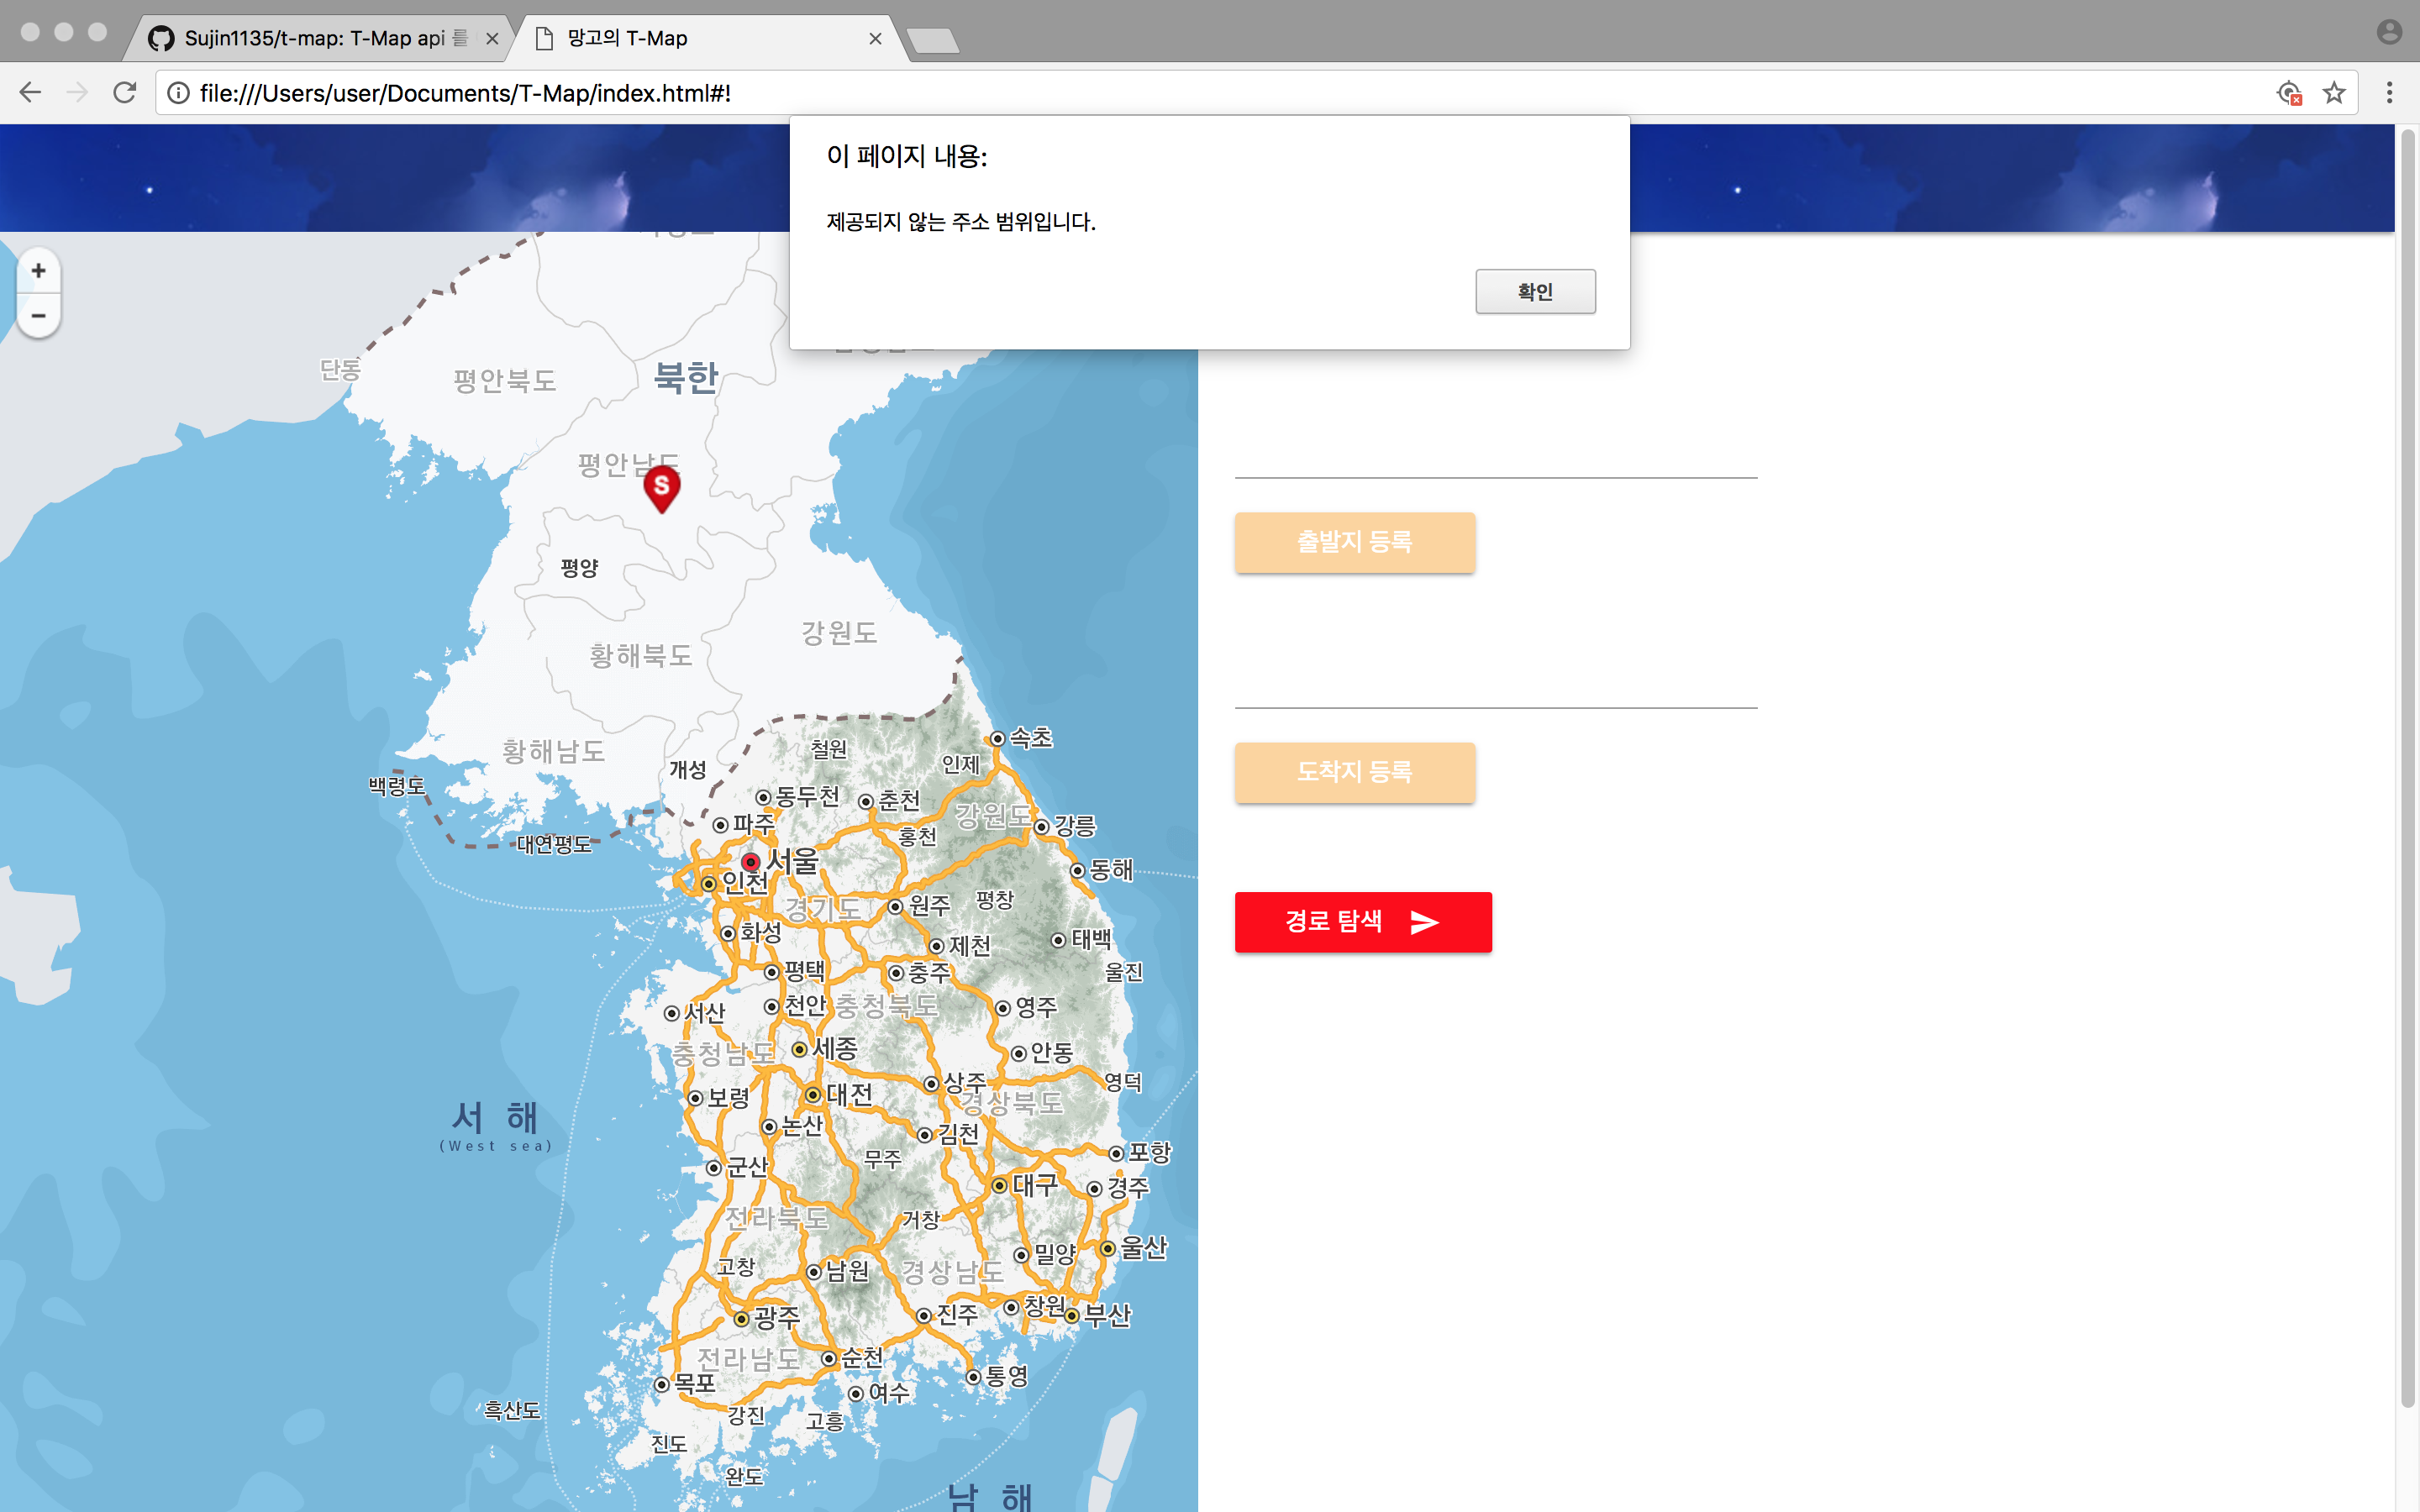 Sujin1135/t-map: T-Map api 를
망고의 T-Map
file:///Users/user/Documents/T-Map/index.html#!
이 페이지 내용:
제공되지 않는 주소 범위입니다.
확인
+
−
단동
평안북도
북한
평안남도
S
평양
출발지 등록
강원도
황해북도
속초
황해남도
철원
인제
개성
도착지 등록
백령도
동두천
춘천
강원도
파주
강릉
홍천
대연평도
서울
동해
인천
평창
경기도
원주
경로 탐색
화성
제천
태백
평택
충주
울진
서산
천안
충청북도
영주
충청남도
세종
안동
상주
영덕
보령
대전
경상북도
서 해
(West sea)
논산
김천
포항
군산
무주
대구
경주
전라북도
거창
울산
고창
남원
경상남도
밀양
광주
진주
창원
부산
전라남도
순천
목포
여수
통영
흑산도
강진
고흥
진도
완도
남 해